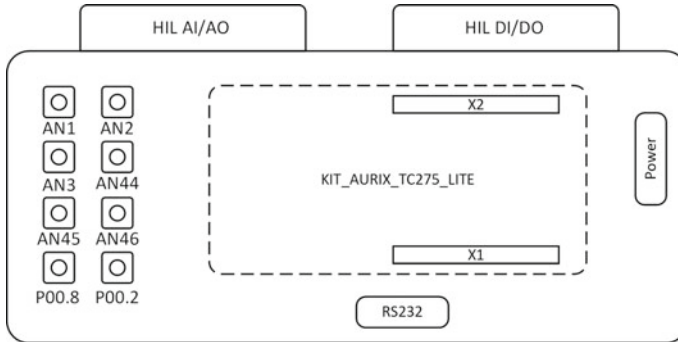 HIL AI/AO
HIL DI/DO
AN1 AN2
X2
Power
AN3 AN44
KIT_AURIX_TC275_LITE
AN45 AN46
X1
P00.8 P00.2
RS232